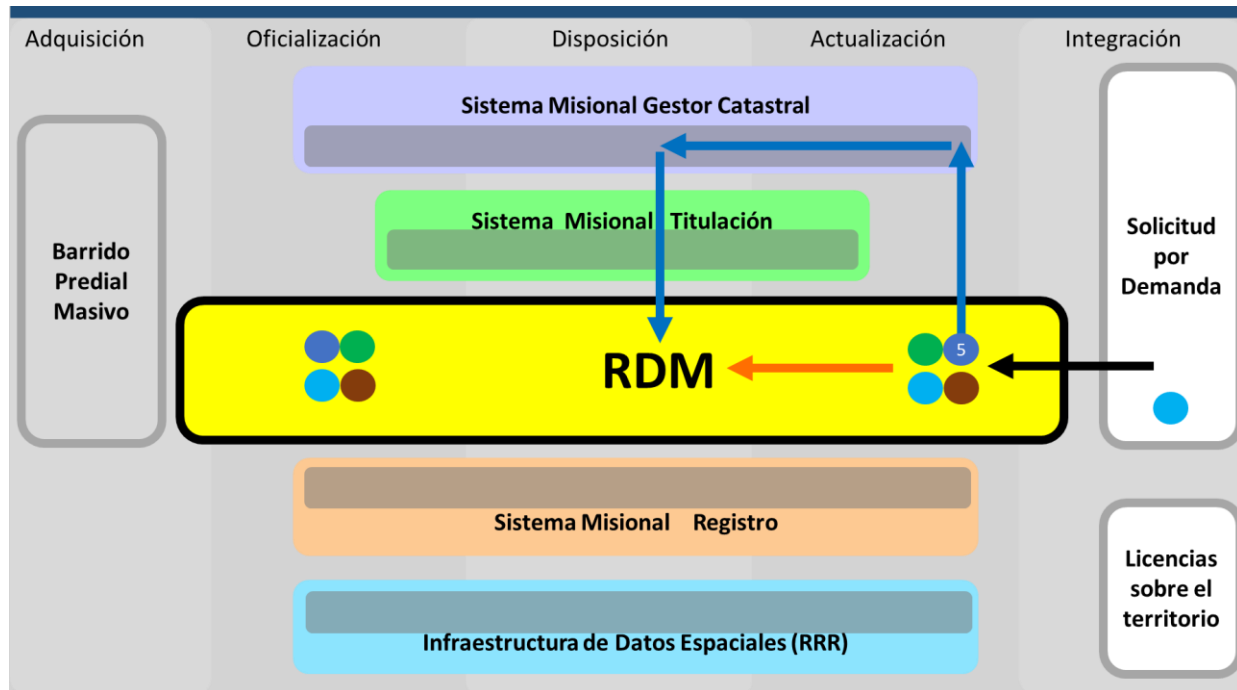 Adquisición
Oficialización
Disposición
Actualización
Integración
Sistema Misional Gestor Catastral
Sistema Misional Titulación
Barrido
Predial
Masivo
Solicitud
por
Demanda
RDM
5
Sistema Misional Registro
Infraestructura de Datos Espaciales (RRR)
Licencias
sobre el
territorio